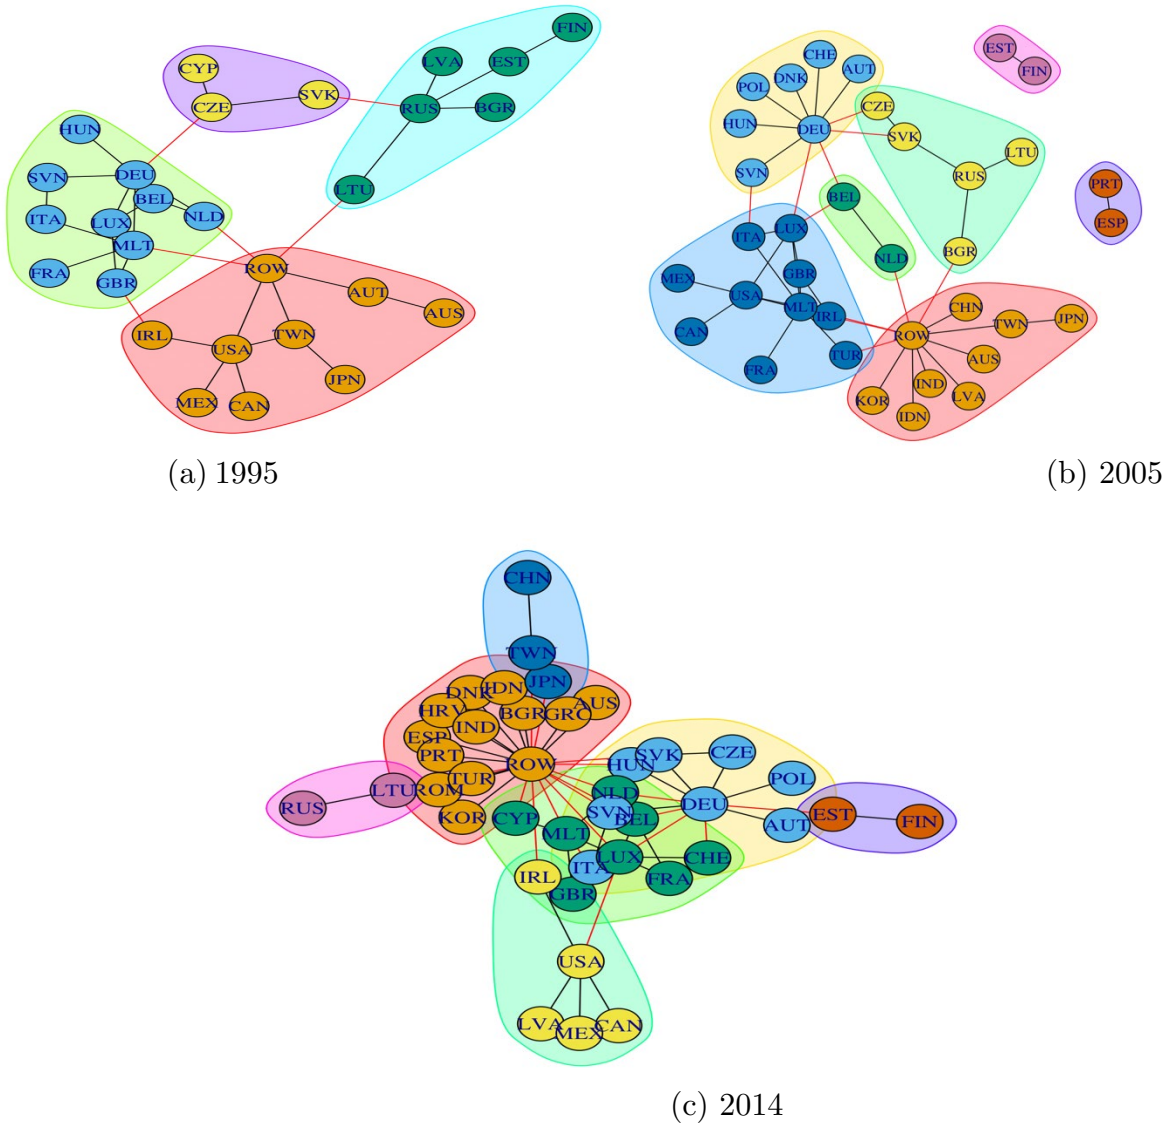 FIN
LVA
EST
CYP
SVK
CZE
RUS
BGR
HUN
DEU
SVN
BEL
LTU
ITA
LUX
NLD
MLT
FRA
GBR
ROW
AUT
AUS
IRL
TWN
USA
JPN
MEX
CAN
(a) 1995
EST
FIN
CHE
DNK
AUT
POL
CZE
HUN
DEU
SVK
LTU
SVN
RUS
PRT
BEL
ESP
ITA
LUX
BGR
NLD
MEX
GBR
USA
MLT
IRL
CHN
TWN
JPN
CAN
ROW
TUR
AUS
FRA
IND
KOR
LVA
IDN
(b) 2005
CHN
TWN
JPN
DNK
IDN
HRV
BGR
GRC
AUS
IND
ESP
PRT
ROW
HUN
SVK
CZE
TUR
POL
LTU
ROM
NLD
RUS
DEU
KOR
CYP
SVN
BEL
AUT
EST
FIN
MLT
LUX
CHE
ITA
IRL
FRA
GBR
USA
LVA
MEX
CAN
(c) 2014